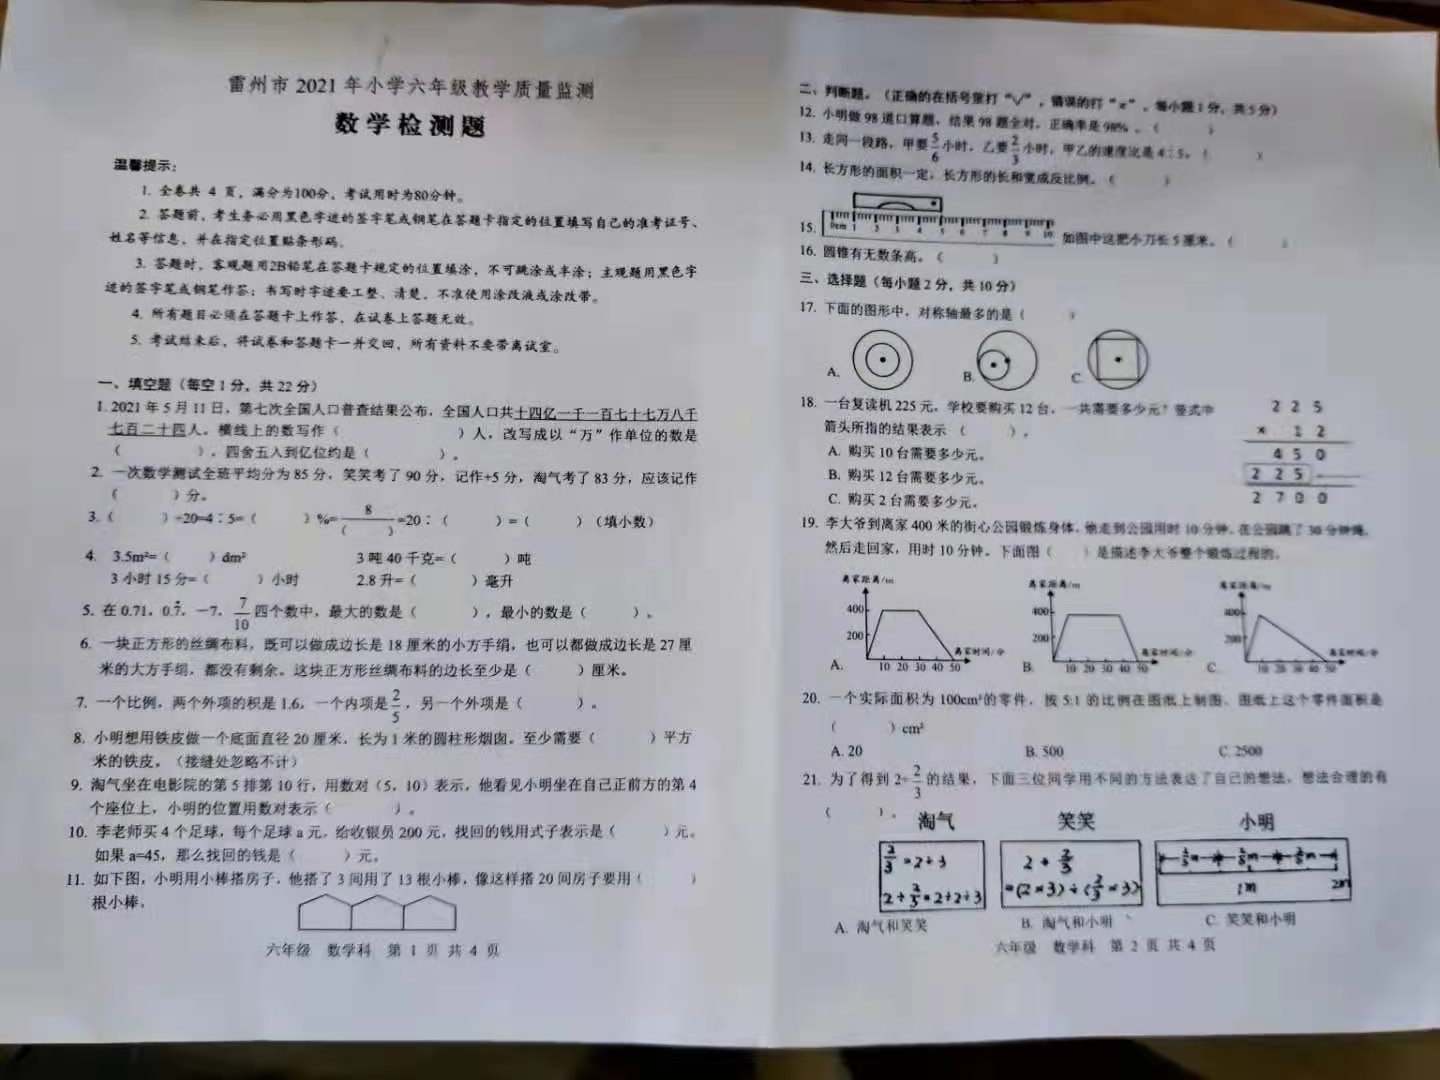 雷州市 2021 年小学六年级教学质量监测
数学检测题
温馨提示：
1. 全卷共 4 页，满分为100分，考试用时为80分钟。
2. 答题前，考生务必用黑色字迹的签字笔或钢笔在答题卡指定的位置填写自己的准考证号、
姓名等信息，并在指定位置贴条形码。
3. 答题时，客观题用2B铅笔在答题卡规定的位置填涂，不可跳涂或半涂；主观题用黑色字
迹的签字笔或钢笔作答；书写时字迹要工整、清楚，不准使用涂改液或涂改带。
4. 所有题目必须在答题卡上作答，在试卷上答题无效。
5. 考试结束后，将试卷和答题卡一并交回，所有资料不要带离试室。
一、填空题（每空 1 分，共 22 分）
1. 2021 年 5 月 11 日，第七次全国人口普查结果公布，全国人口共十四亿一千一百七十七万八千
七百二十四人。横线上的数写作（ ）人，改写成以“万”作单位的数是
（ ），四舍五入到亿位约是（ ）。
2. 一次数学测试全班平均分为 85 分，笑笑考了 90 分，记作+5 分，淘气考了 83 分，应该记作
（ ）分。
3.（ ）÷20=4：5=（ ）%=8/（ ）=20：（ ）=（ ）（填小数）
4. 3.5m²=（ ）dm² 3 吨 40 千克=（ ）吨
3 小时 15 分=（ ）小时 2.8 升=（ ）毫升
5. 在 0.71，0.7̇，—7，7/10 四个数中，最大的数是（ ），最小的数是（ ）。
6. 一块正方形的丝绸布料，既可以做成边长是 18 厘米的小方手绢，也可以都做成边长是 27 厘
米的大方手绢，都没有剩余。这块正方形丝绸布料的边长至少是（ ）厘米。
7. 一个比例，两个外项的积是 1.6，一个内项是 2/5，另一个外项是（ ）。
8. 小明想用铁皮做一个底面直径 20 厘米，长为 1 米的圆柱形烟囱。至少需要（ ）平方
米的铁皮。（接缝处忽略不计）
9. 淘气坐在电影院的第 5 排第 10 行，用数对（5，10）表示，他看见小明坐在自己正前方的第 4
个座位上，小明的位置用数对表示（ ）。
10. 李老师买 4 个足球，每个足球 a 元，给收银员 200 元，找回的钱用式子表示是（ ）元。
如果 a=45，那么找回的钱是（ ）元。
11. 如下图，小明用小棒搭房子，他搭了 3 间用了 13 根小棒，像这样搭 20 间房子要用（ ）
根小棒。
六年级 数学科 第 1 页 共 4 页
二、判断题。（正确的在括号里打“√”，错误的打“×”，每小题 1 分，共 5 分）
12. 小明做 98 道口算题，结果 98 题全对，正确率是 98% 。（ ）
13. 走同一段路，甲要 5/6 小时，乙要 2/3 小时，甲乙的速度比是 4：5。（ ）
14. 长方形的面积一定，长方形的长和宽成反比例。（ ）
0cm 1 2 3 4 5 6 7 8 9 10
15. 如图中这把小刀长 5 厘米。（ ）
16. 圆锥有无数条高。（ ）
三、选择题（每小题 2 分，共 10 分）
17. 下面的图形中，对称轴最多的是（ ）
A. B. C.
18. 一台复读机 225 元，学校要购买 12 台，一共需要多少元？竖式中
箭头所指的结果表示（ ）。
A. 购买 10 台需要多少元。
B. 购买 12 台需要多少元。
C. 购买 2 台需要多少元。
2 2 5
× 1 2
4 5 0
2 2 5
2 7 0 0
19. 李大爷到离家 400 米的街心公园锻炼身体，他走到公园用时 10 分钟，在公园跳了 30 分钟绳，
然后走回家，用时 10 分钟。下面图（ ）是描述李大爷整个锻炼过程的。
离家距离/m 离家距离/m 离家距离/m
400 400 400
200 200 200
离家时间/分 离家时间/分 离家时间/分
A. 10 20 30 40 50 B. 10 20 30 40 50 C. 10 20 30 40 50
20. 一个实际面积为 100cm²的零件，按 5:1 的比例在图纸上制图，图纸上这个零件面积是
（ ）cm²
A. 20 B. 500 C. 2500
21. 为了得到 2÷2/3 的结果，下面三位同学用不同的方法表达了自己的想法，想法合理的有
（ ）。
淘气 笑笑 小明
2/3=2÷3
2÷2/3=2÷2÷3
2÷2/3
=(2×3)÷(2/3×3)
1m 2m
A. 淘气和笑笑 B. 淘气和小明 C. 笑笑和小明
六年级 数学科 第 2 页 共 4 页